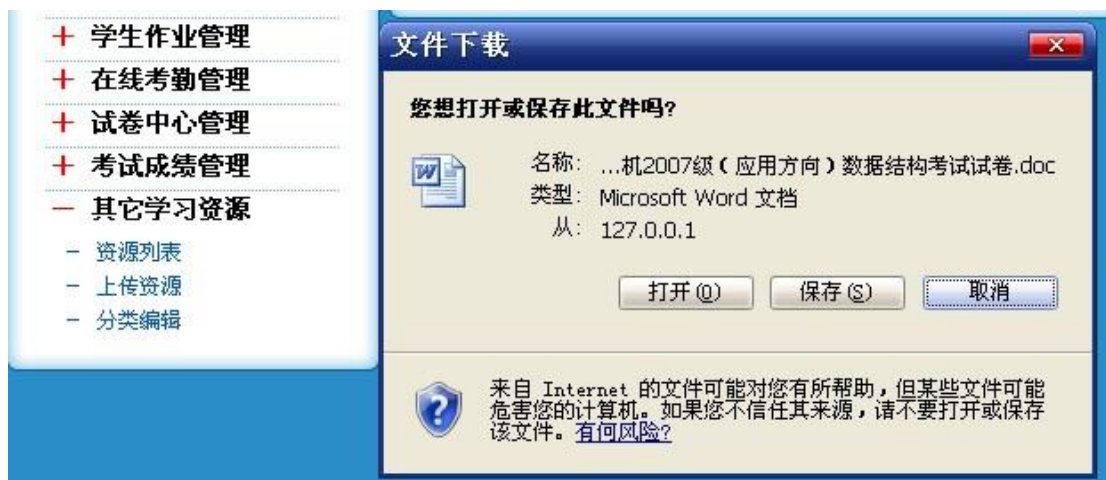 + 学生作业管理
+ 在线考勤管理
+ 试卷中心管理
+ 考试成绩管理
- 其它学习资源
- 资源列表
- 上传资源
- 分类编辑
文件下载
您想打开或保存此文件吗?
名称: ...机2007级(应用方向)数据结构考试试卷.doc
类型: Microsoft Word 文档
从: 127.0.0.1
打开(O) 保存(S) 取消
来自 Internet 的文件可能对您有所帮助,但某些文件可能
危害您的计算机。如果您不信任其来源,请不要打开或保存
该文件。有何风险?